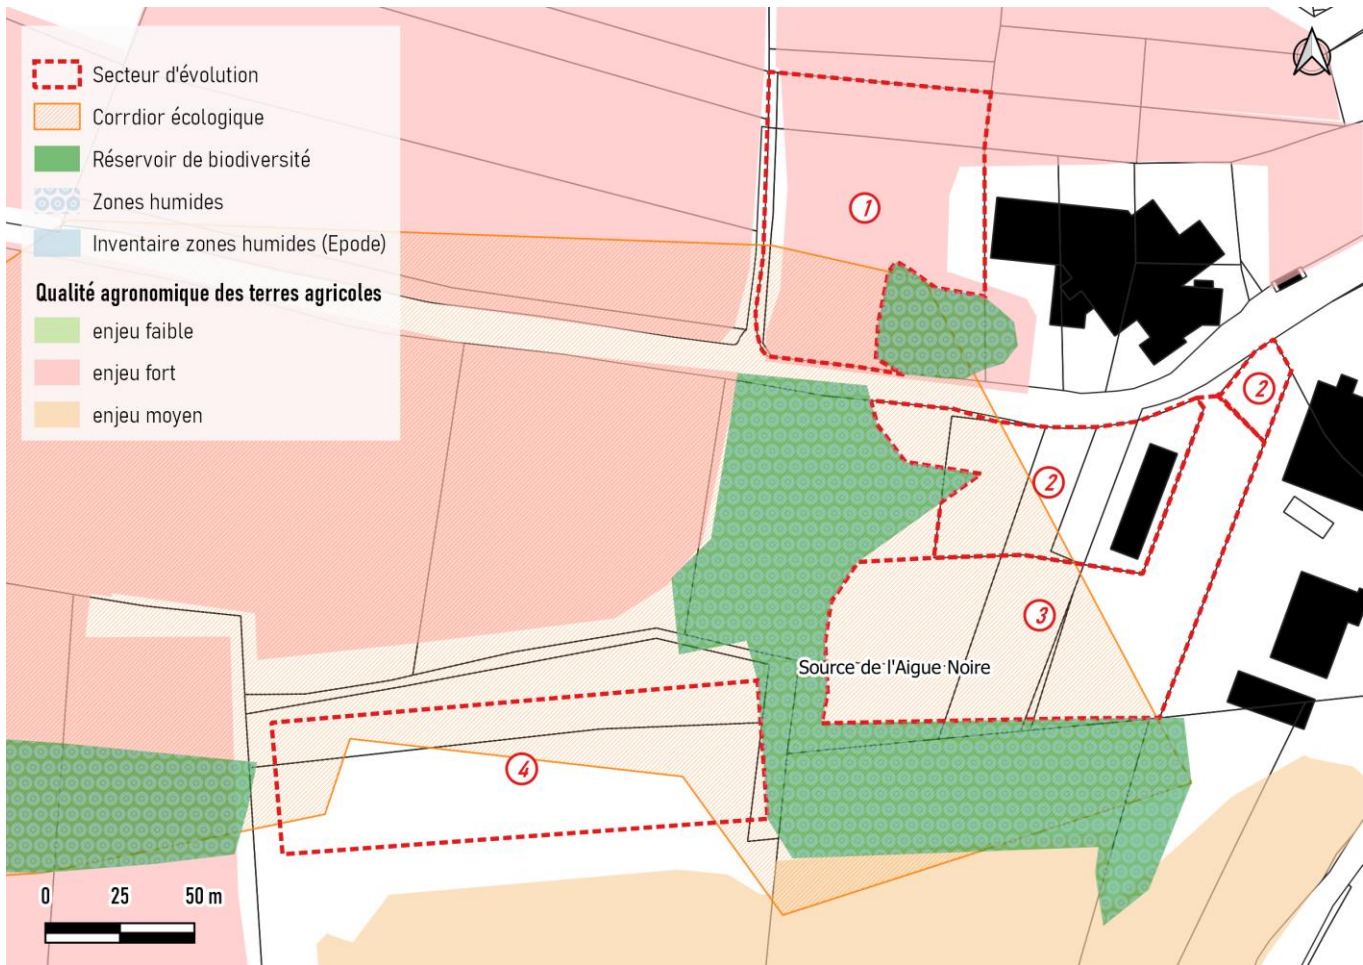 Secteur d'évolution
Corrdior écologique
Réservoir de biodiversité
Zones humides
Inventaire zones humides (Epode)
Qualité agronomique des terres agricoles
enjeu faible
enjeu fort
enjeu moyen
1
2
2
3
Source de l'Aigue Noire
4
0 25 50 m